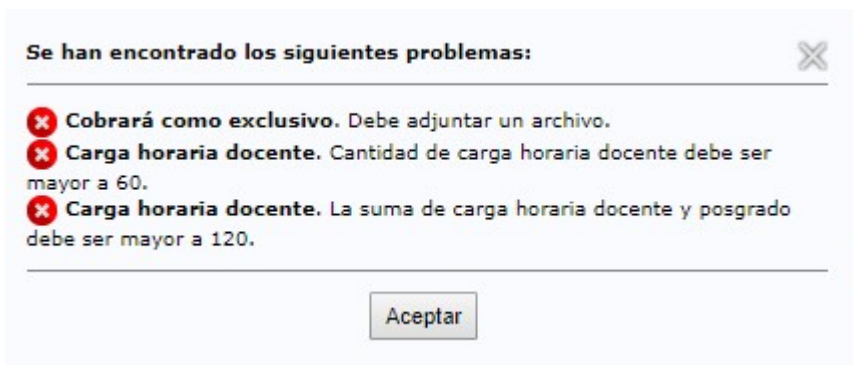 Se han encontrado los siguientes problemas:
Cobrará como exclusivo. Debe adjuntar un archivo.
Carga horaria docente. Cantidad de carga horaria docente debe ser
mayor a 60.
Carga horaria docente. La suma de carga horaria docente y posgrado
debe ser mayor a 120.
Aceptar